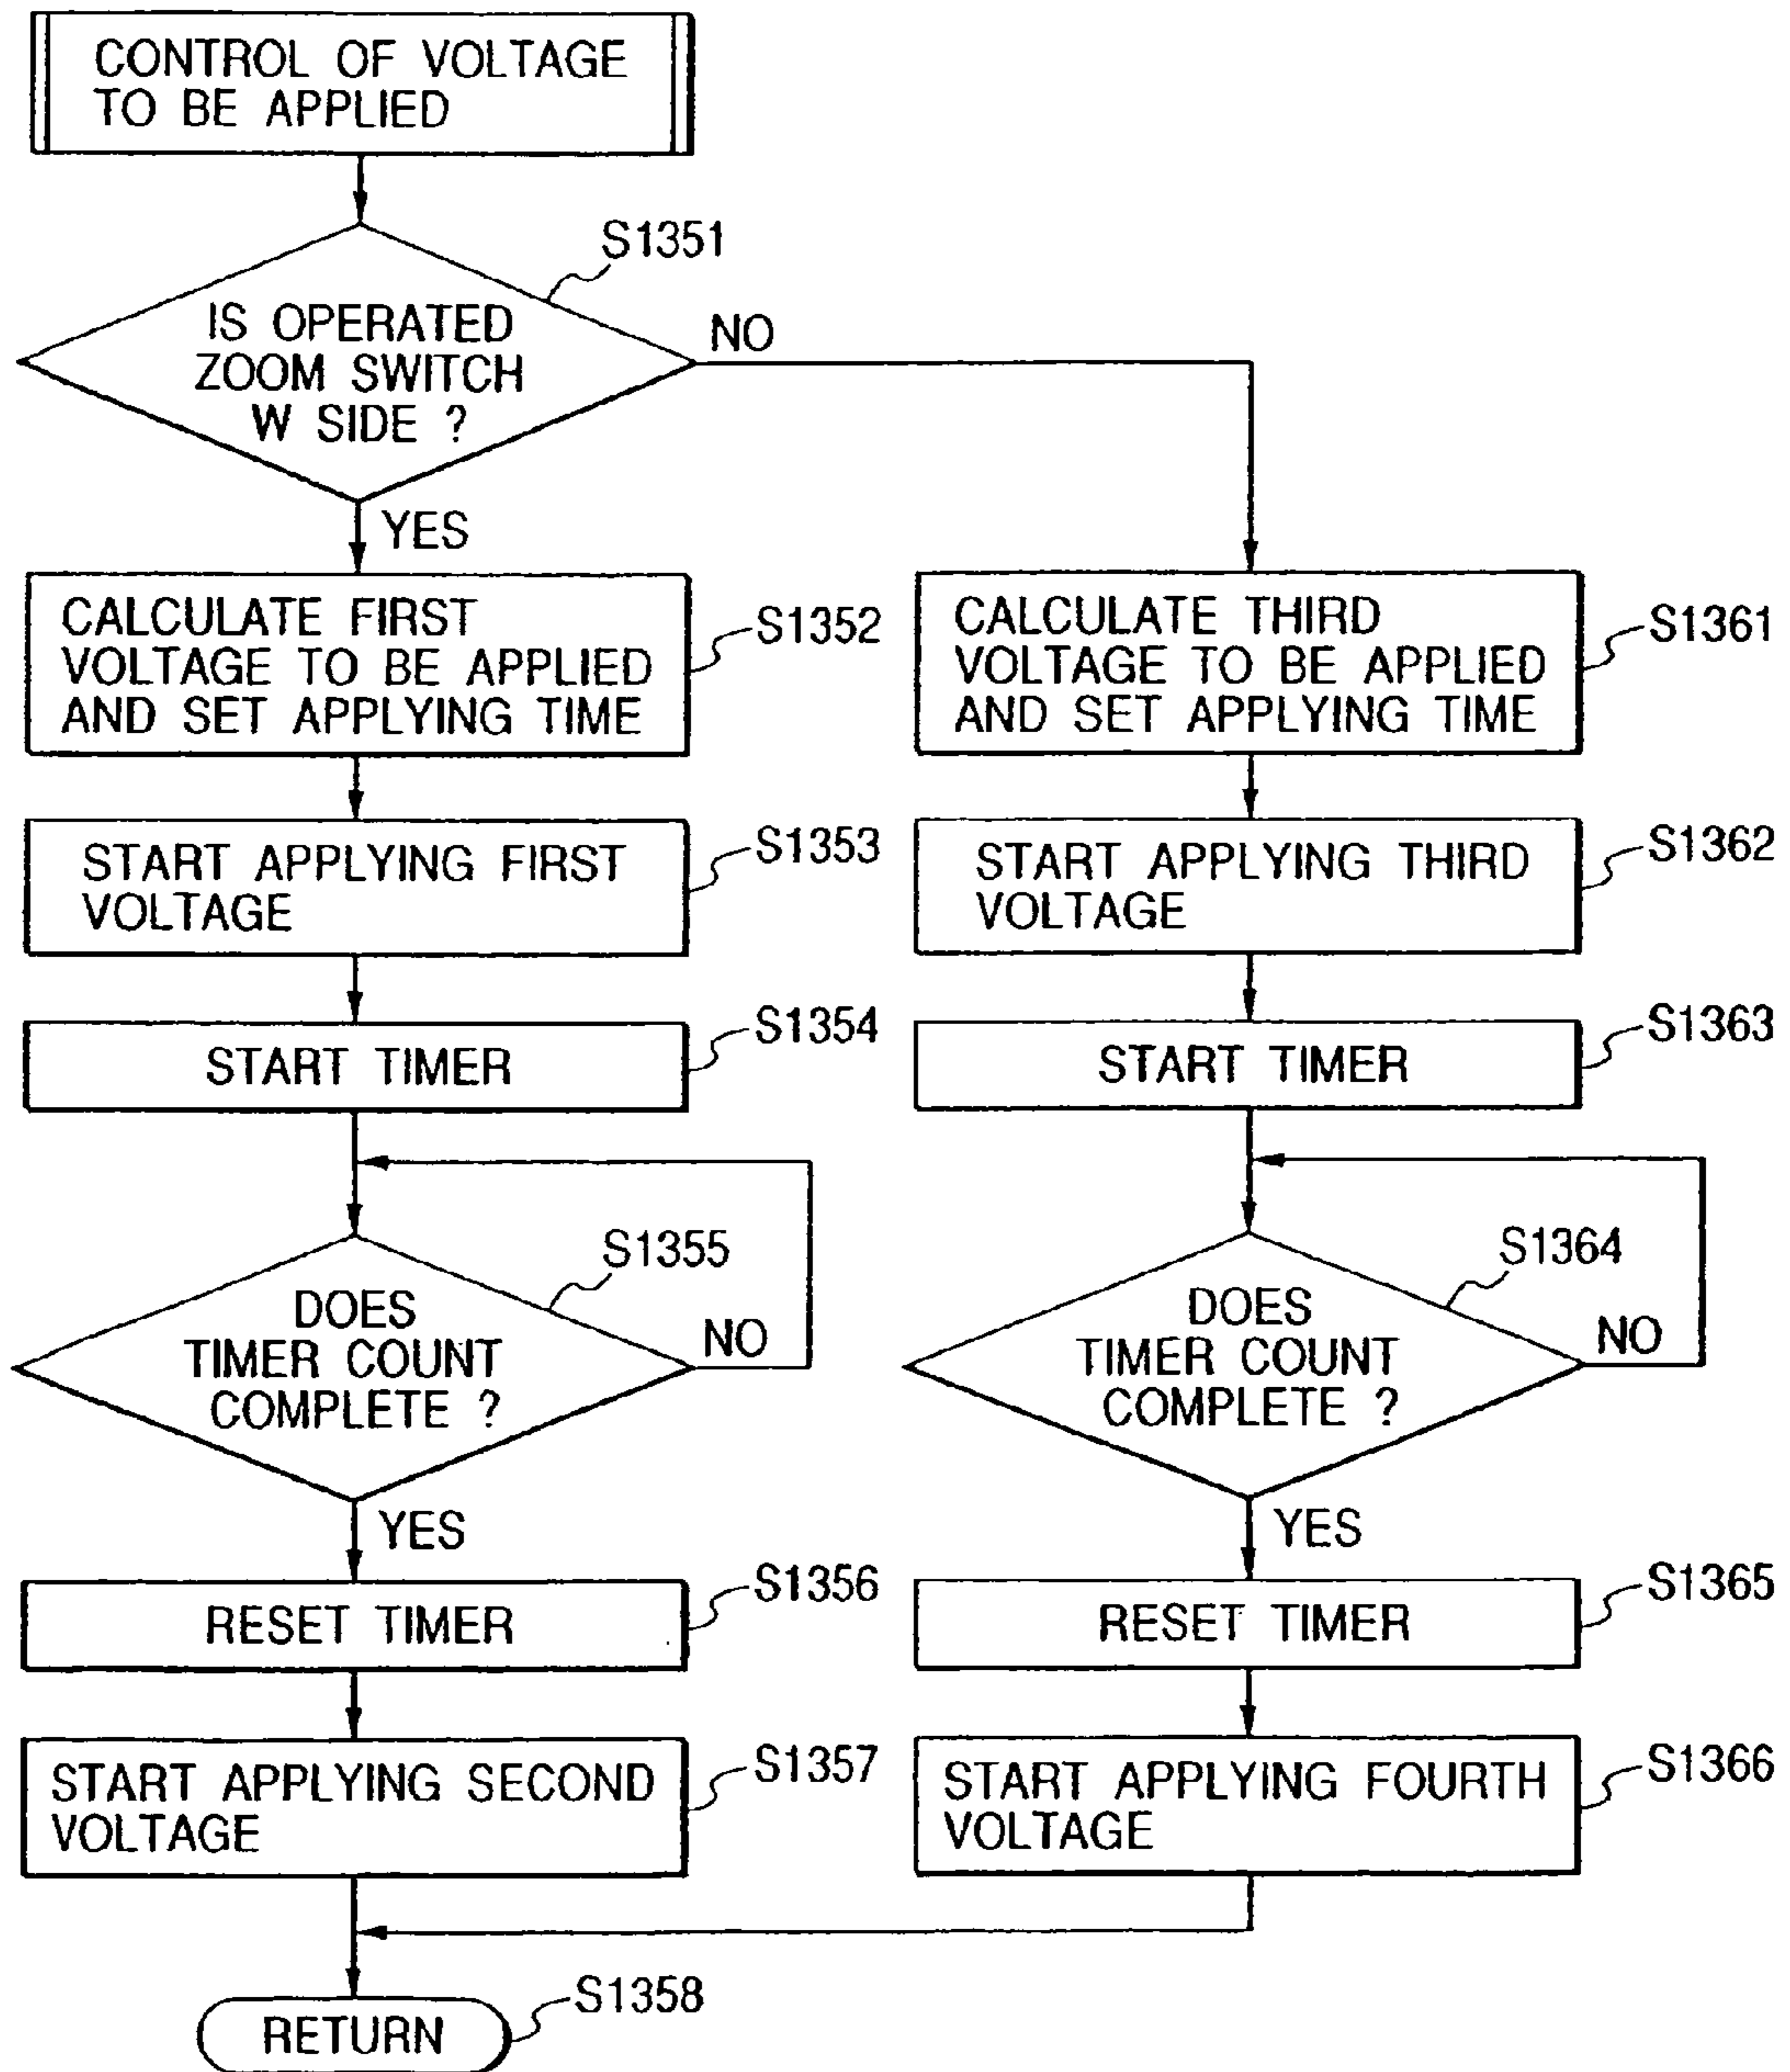 CONTROL OF VOLTAGE
TO BE APPLIED
S1351
IS OPERATED
ZOOM SWITCH
W SIDE ?
NO
YES
CALCULATE FIRST
VOLTAGE TO BE APPLIED
AND SET APPLYING TIME
S1352
START APPLYING FIRST
VOLTAGE
S1353
START TIMER
S1354
S1355
DOES
TIMER COUNT
COMPLETE ?
NO
YES
RESET TIMER
S1356
START APPLYING SECOND
VOLTAGE
S1357
CALCULATE THIRD
VOLTAGE TO BE APPLIED
AND SET APPLYING TIME
S1361
START APPLYING THIRD
VOLTAGE
S1362
START TIMER
S1363
S1364
DOES
TIMER COUNT
COMPLETE ?
NO
YES
RESET TIMER
S1365
START APPLYING FOURTH
VOLTAGE
S1366
RETURN
S1358